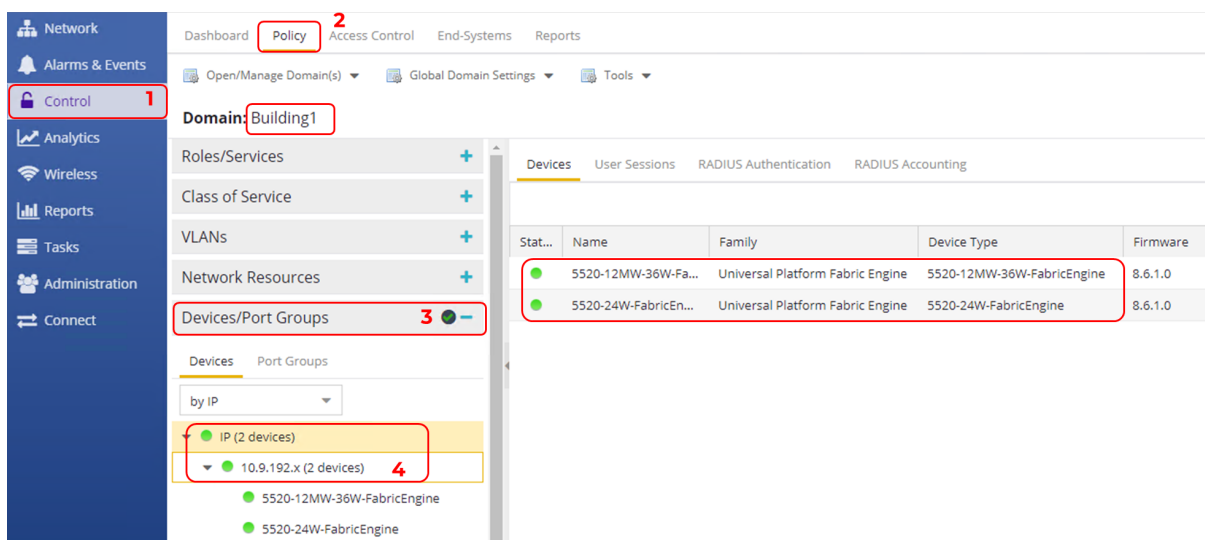 Network
Alarms & Events
Control 1
Analytics
Wireless
Reports
Tasks
Administration
Connect
2
Dashboard Policy Access Control End-Systems Reports
Open/Manage Domain(s) Global Domain Settings Tools
Domain: Building1
Roles/Services
Class of Service
VLANs
Network Resources
Devices/Port Groups 3
Devices Port Groups
by IP
IP (2 devices)
10.9.192.x (2 devices) 4
5520-12MW-36W-FabricEngine
5520-24W-FabricEngine
Devices User Sessions RADIUS Authentication RADIUS Accounting
Stat... Name Family Device Type Firmware
5520-12MW-36W-Fa... Universal Platform Fabric Engine 5520-12MW-36W-FabricEngine 8.6.1.0
5520-24W-FabricEn... Universal Platform Fabric Engine 5520-24W-FabricEngine 8.6.1.0